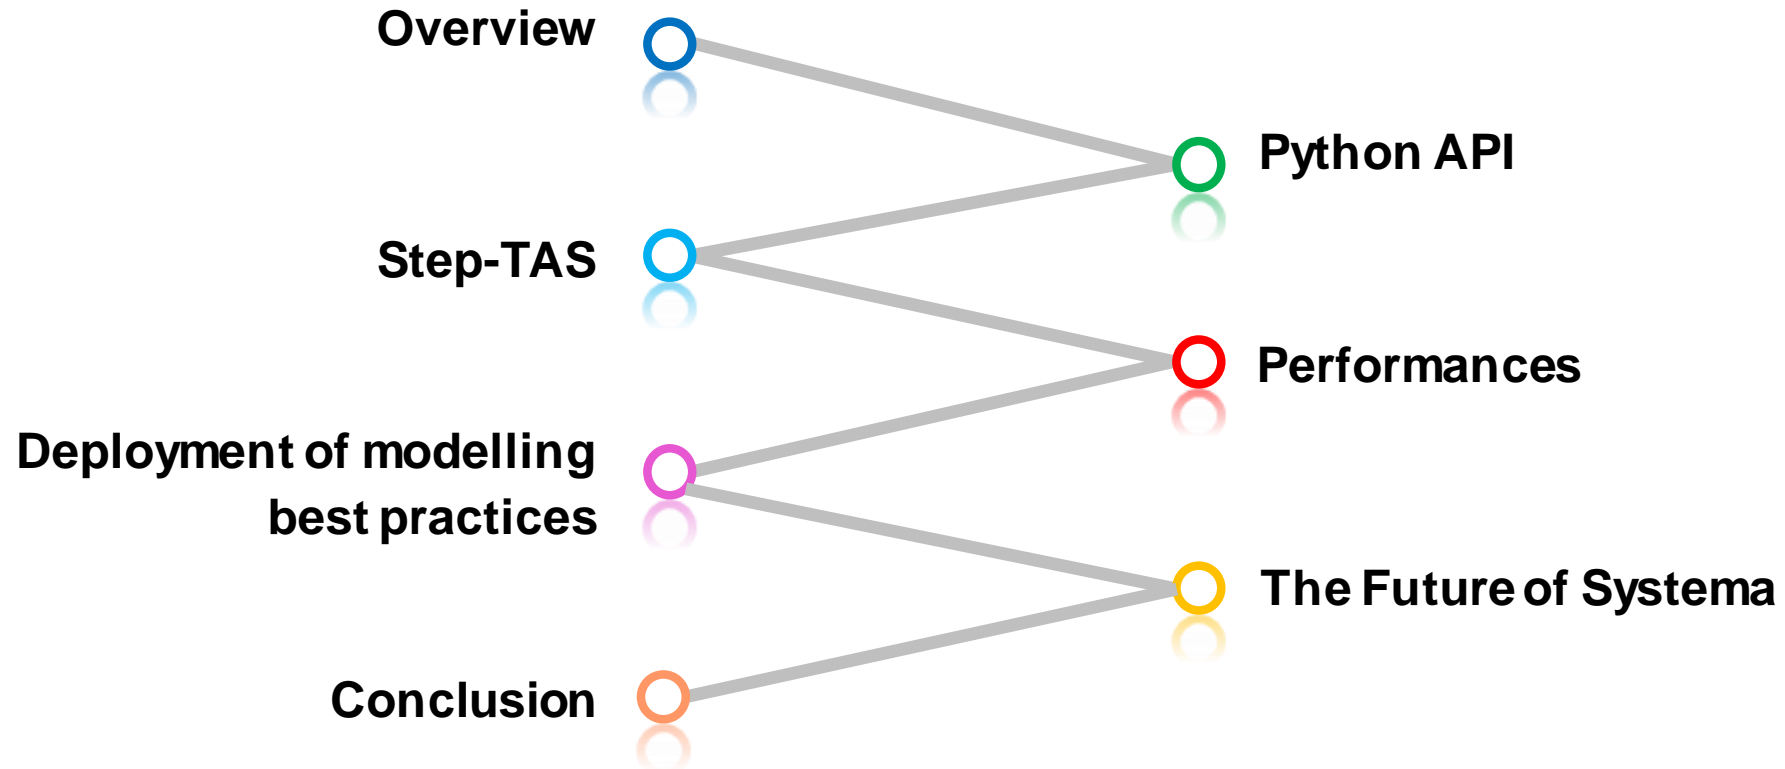 Overview
Python API
Step-TAS
Performances
Deployment of modelling
best practices
The Future of Systema
Conclusion